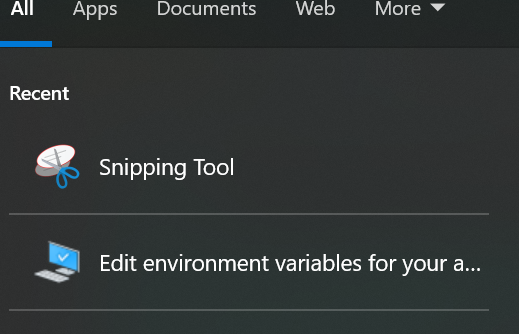 All Apps Documents Web More
Recent
Snipping Tool
Edit environment variables for your a...